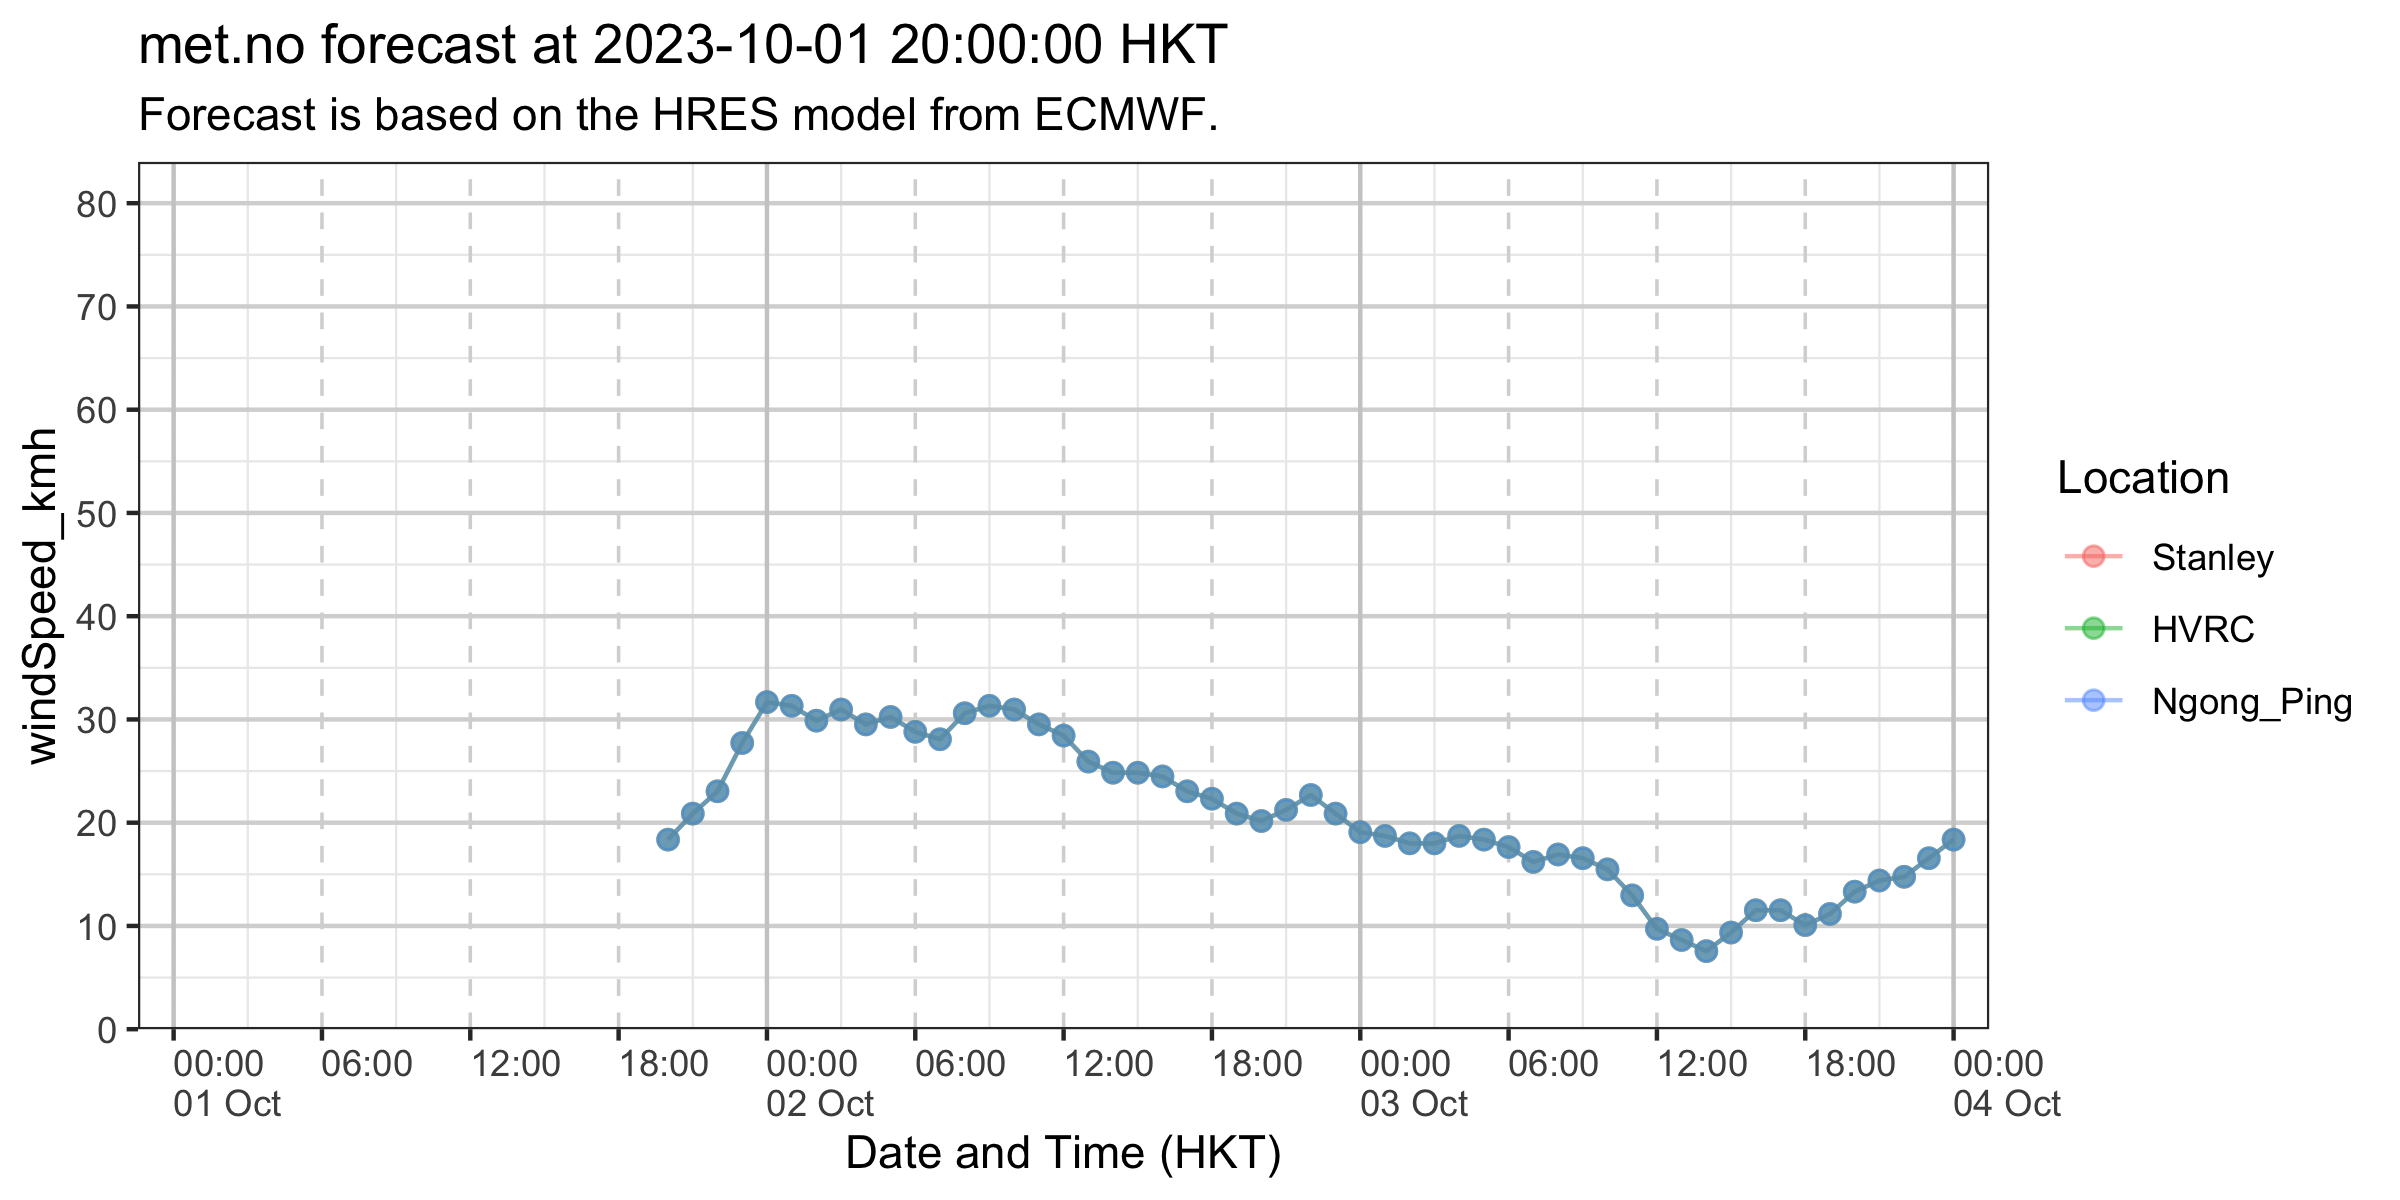 met.no forecast at 2023-10-01 20:00:00 HKT
Forecast is based on the HRES model from ECMWF.
windSpeed_kmh
80
70
60
50
40
30
20
10
0
00:00 06:00 12:00 18:00 00:00 06:00 12:00 18:00 00:00 06:00 12:00 18:00 00:00
01 Oct 02 Oct 03 Oct 04 Oct
Date and Time (HKT)
Location
Stanley
HVRC
Ngong_Ping